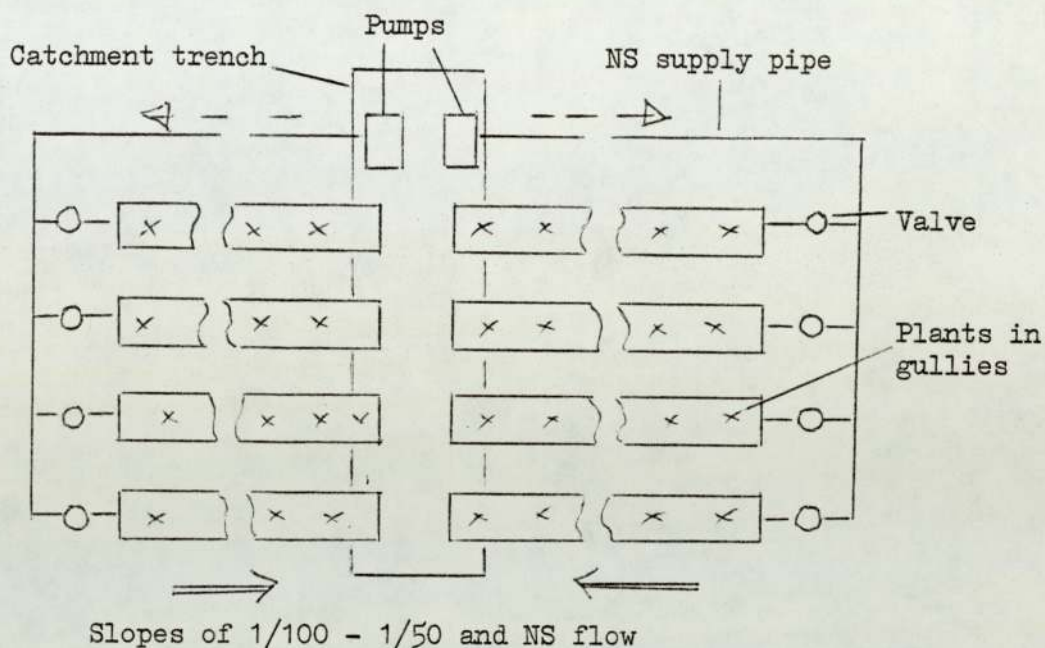 Pumps
Catchment trench
NS supply pipe
Valve
Plants in
gullies
Slopes of 1/100 - 1/50 and NS flow